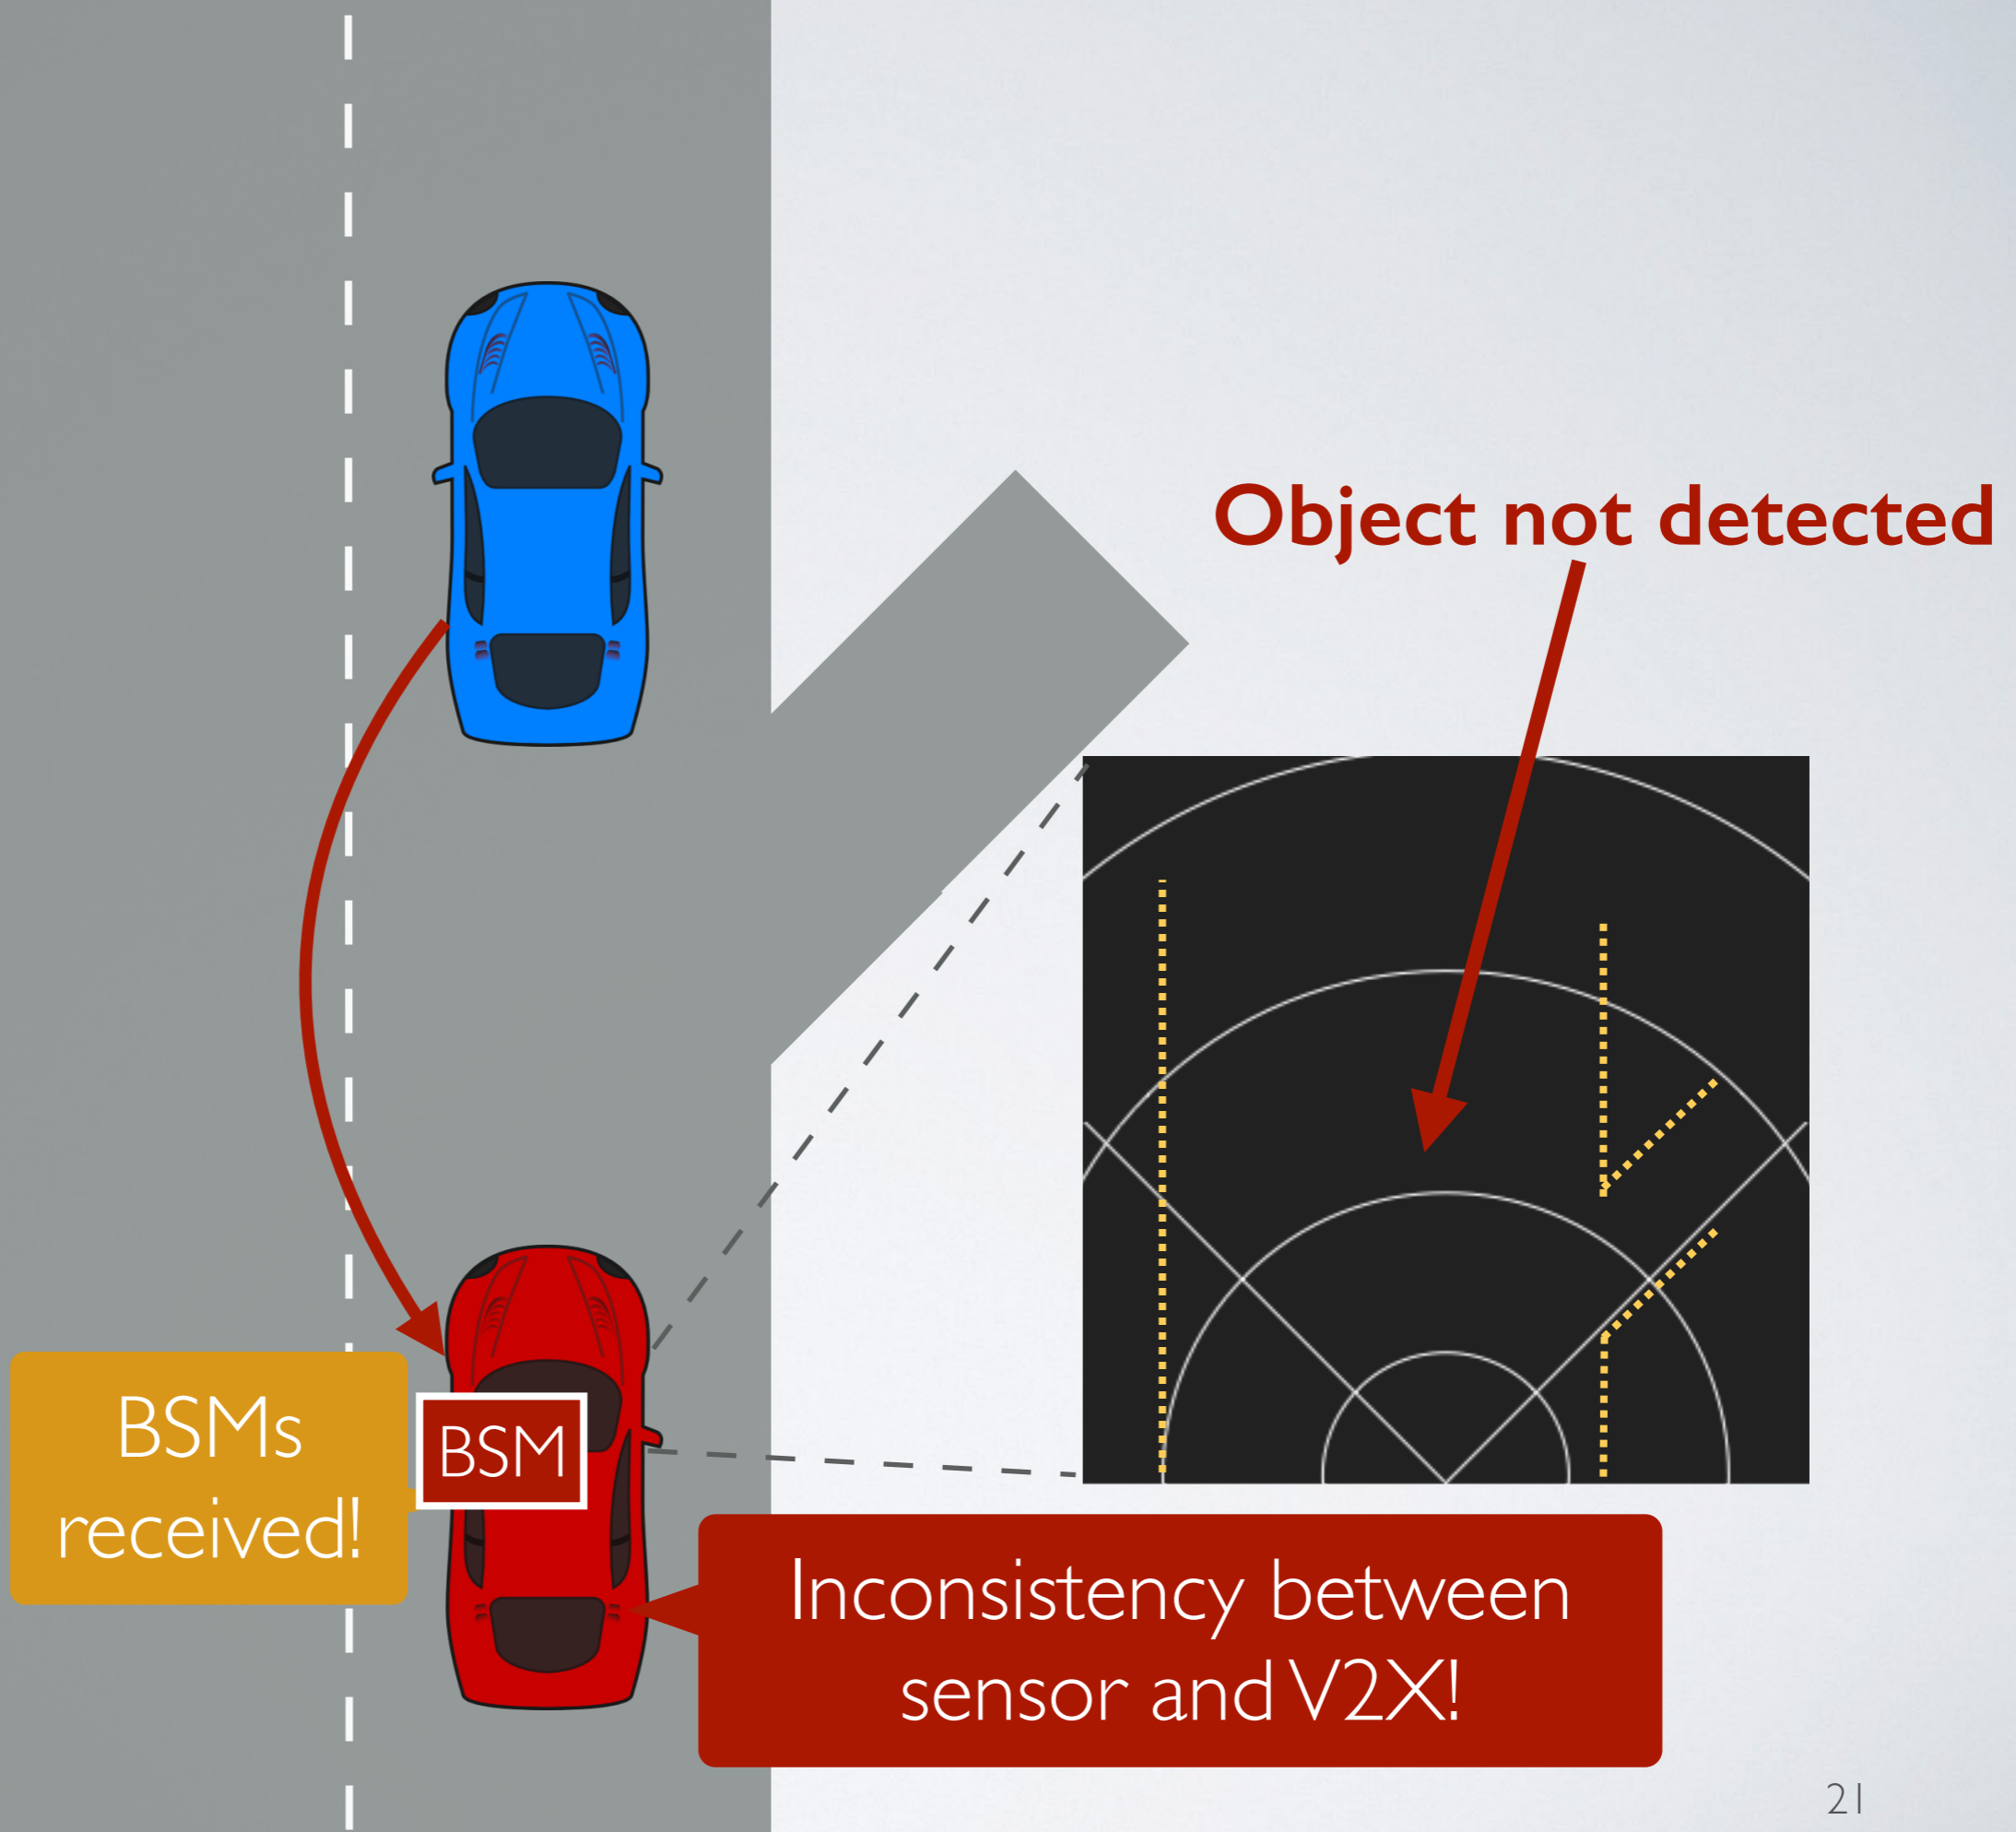 Object not detected
BSMs
received!
BSM
Inconsistency between
sensor and V2X!
21